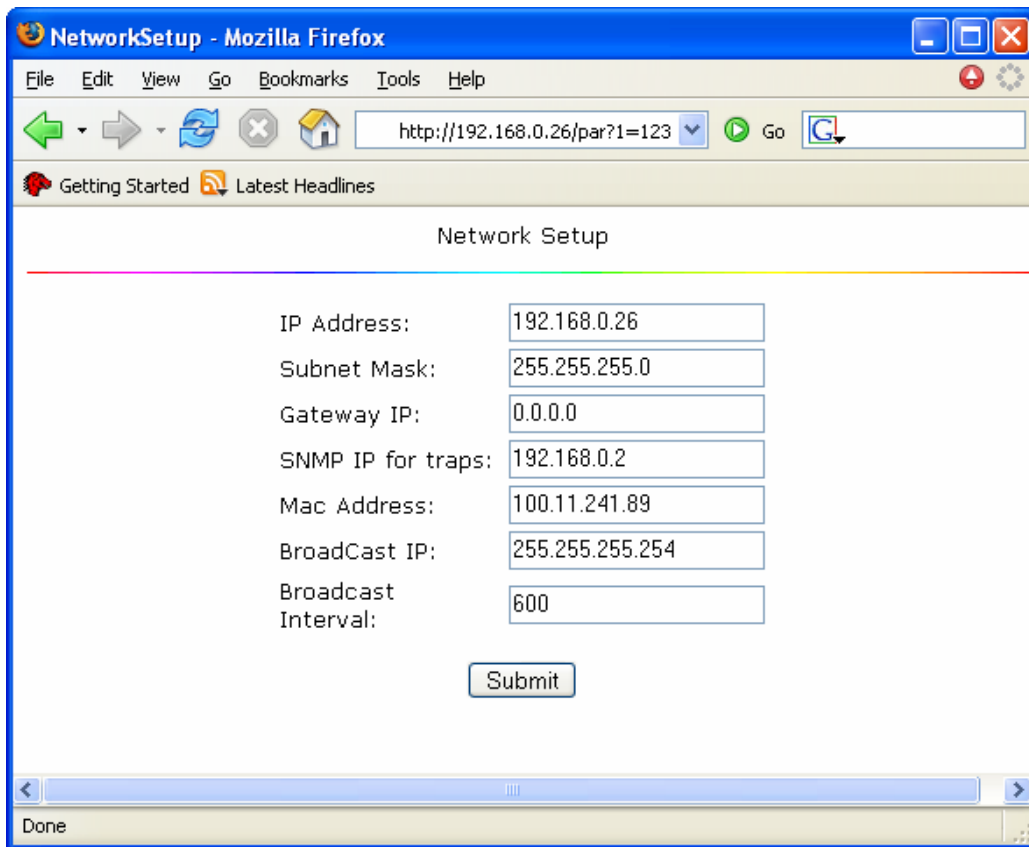 NetworkSetup - Mozilla Firefox
File Edit View Go Bookmarks Tools Help
http://192.168.0.26/par?1=123 Go G
Getting Started Latest Headlines
Network Setup
IP Address: 192.168.0.26
Subnet Mask: 255.255.255.0
Gateway IP: 0.0.0.0
SNMP IP for traps: 192.168.0.2
Mac Address: 100.11.241.89
BroadCast IP: 255.255.255.254
Broadcast
Interval: 600
Submit
Done